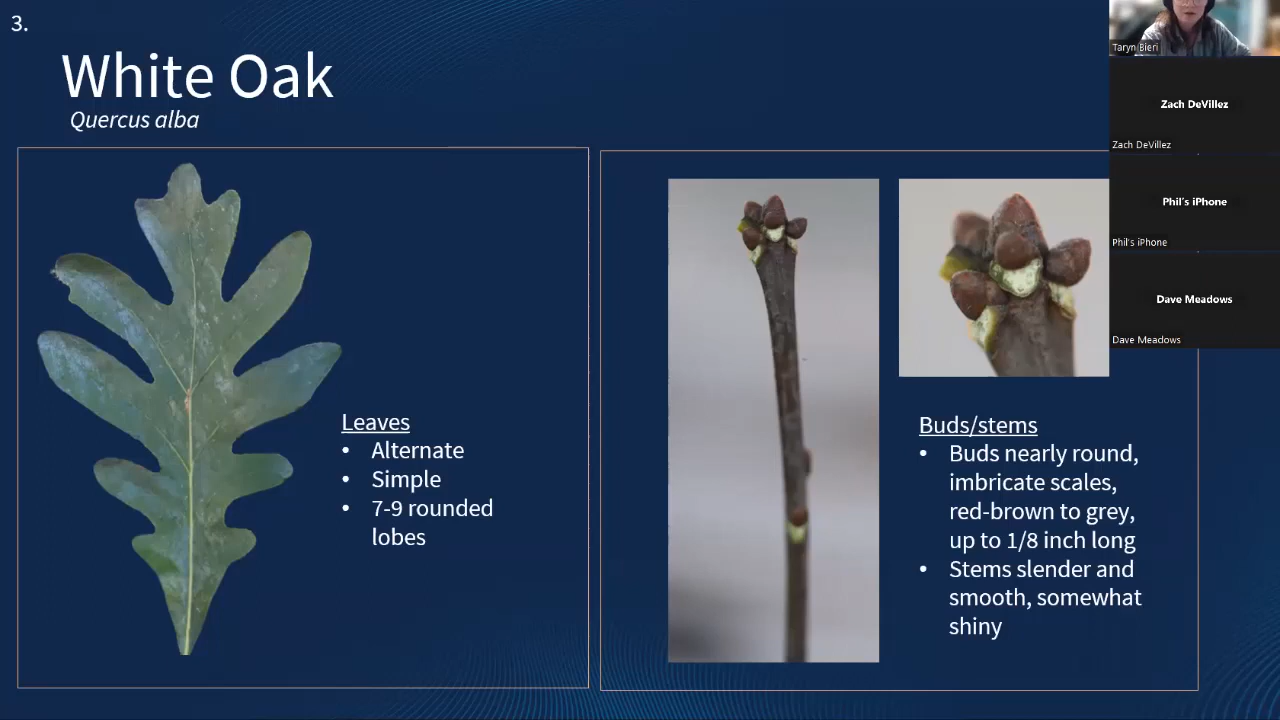 3.
White Oak
Quercus alba
Leaves
• Alternate
• Simple
• 7-9 rounded
lobes
Buds/stems
• Buds nearly round,
imbricate scales,
red-brown to grey,
up to 1/8 inch long
• Stems slender and
smooth, somewhat
shiny
Taryn Bieri
Zach DeVillez
Zach DeVillez
Phil's iPhone
Phil's iPhone
Dave Meadows
Dave Meadows